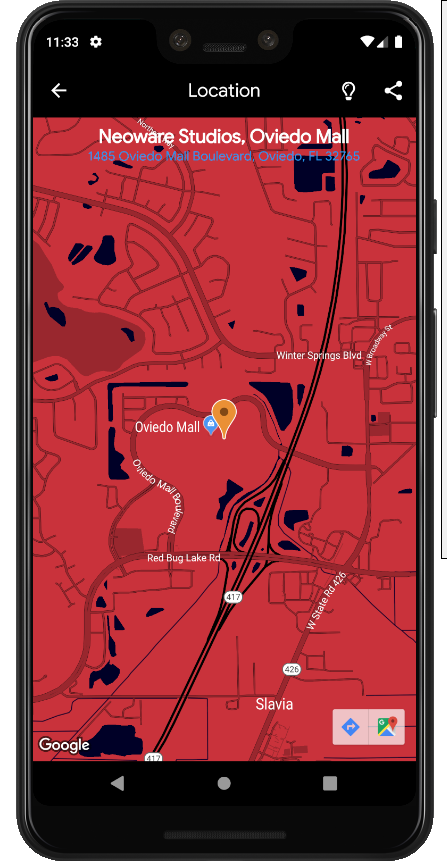 11:33
Location
Neoware Studios, Oviedo Mall
1485 Oviedo Mall Boulevard, Oviedo, FL 32765
Winter Springs Blvd
W Broadway St
Oviedo Mall
Oviedo Mall Boulevard
Red Bug Lake Rd
417
W State Rd 426
426
Slavia
Google
417